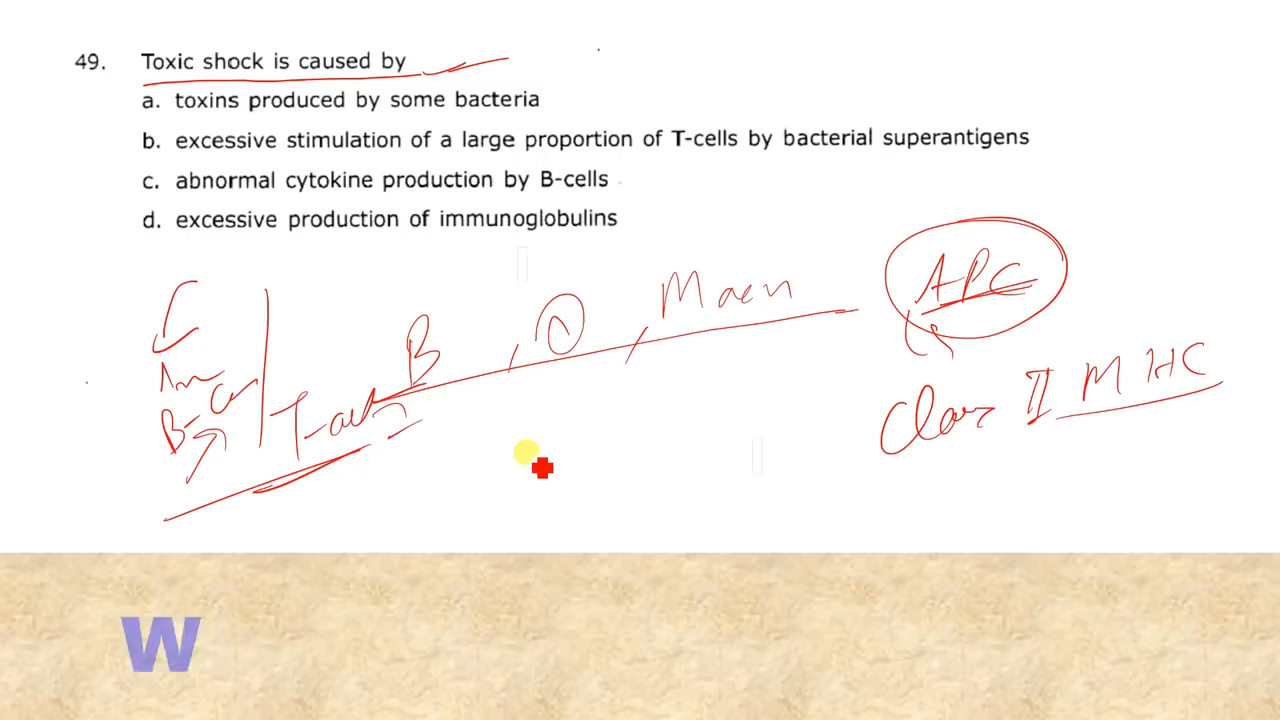 49. Toxic shock is caused by
a. toxins produced by some bacteria
b. excessive stimulation of a large proportion of T-cells by bacterial superantigens
c. abnormal cytokine production by B-cells
d. excessive production of immunoglobulins
APC
B
Class II MHC
W